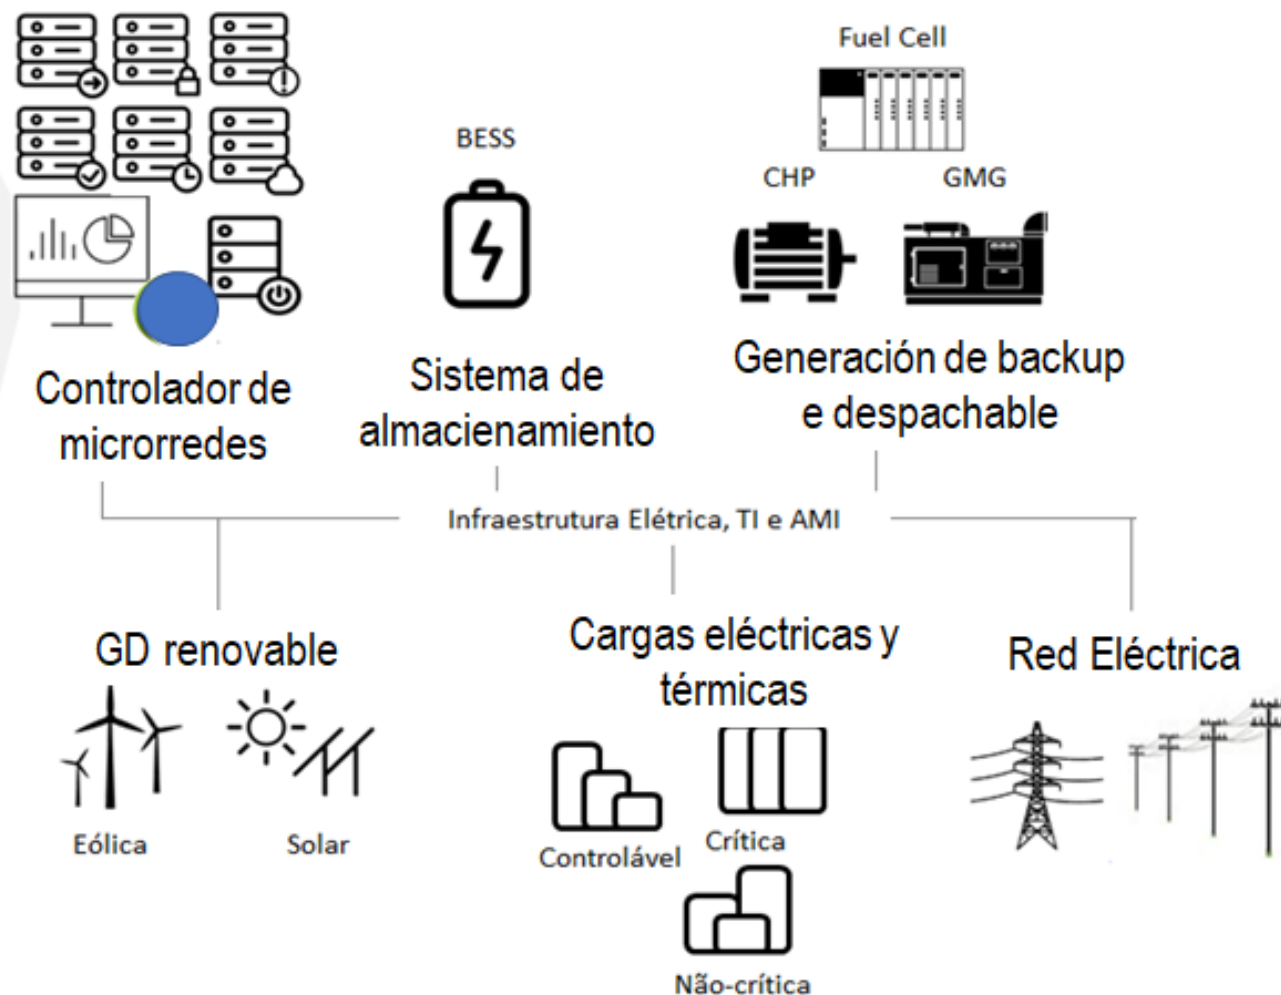 Fuel Cell
BESS
CHP
GMG
Controlador de
microrredes
Sistema de
almacienamiento
Generación de backup
e despachable
Infraestrutura Elétrica, TI e AMI
GD renovable
Eólica
Solar
Cargas eléctricas y
térmicas
Controlável
Crítica
Não-crítica
Red Eléctrica